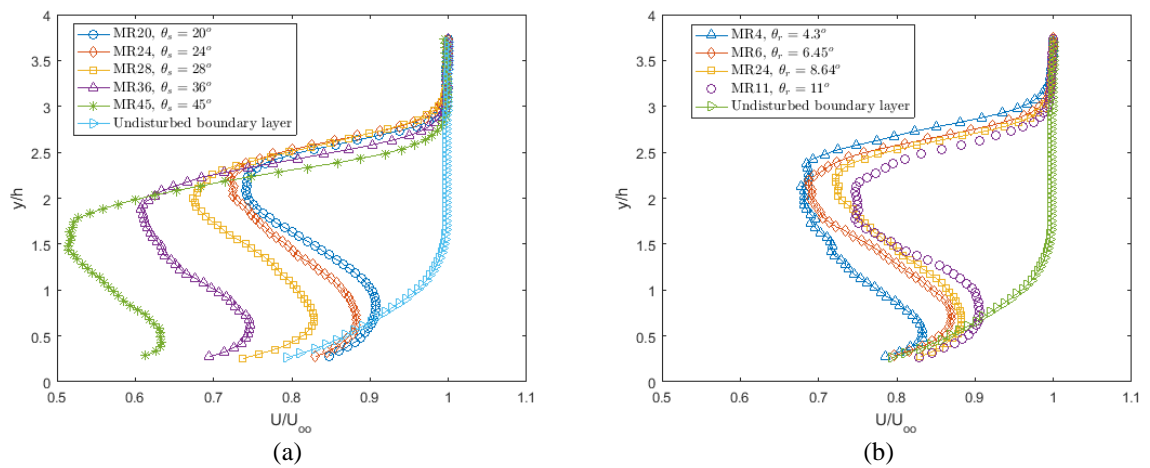 4
3.5
3
2.5
2
1.5
1
0.5
0
y/h
0.5 0.6 0.7 0.8 0.9 1 1.1
U/U∞
MR20, θs = 20°
MR24, θs = 24°
MR28, θs = 28°
MR36, θs = 36°
MR45, θs = 45°
Undisturbed boundary layer
(a)
4
3.5
3
2.5
2
1.5
1
0.5
0
y/h
0.5 0.6 0.7 0.8 0.9 1 1.1
U/U∞
MR4, θr = 4.3°
MR6, θr = 6.45°
MR24, θr = 8.64°
MR11, θr = 11°
Undisturbed boundary layer
(b)